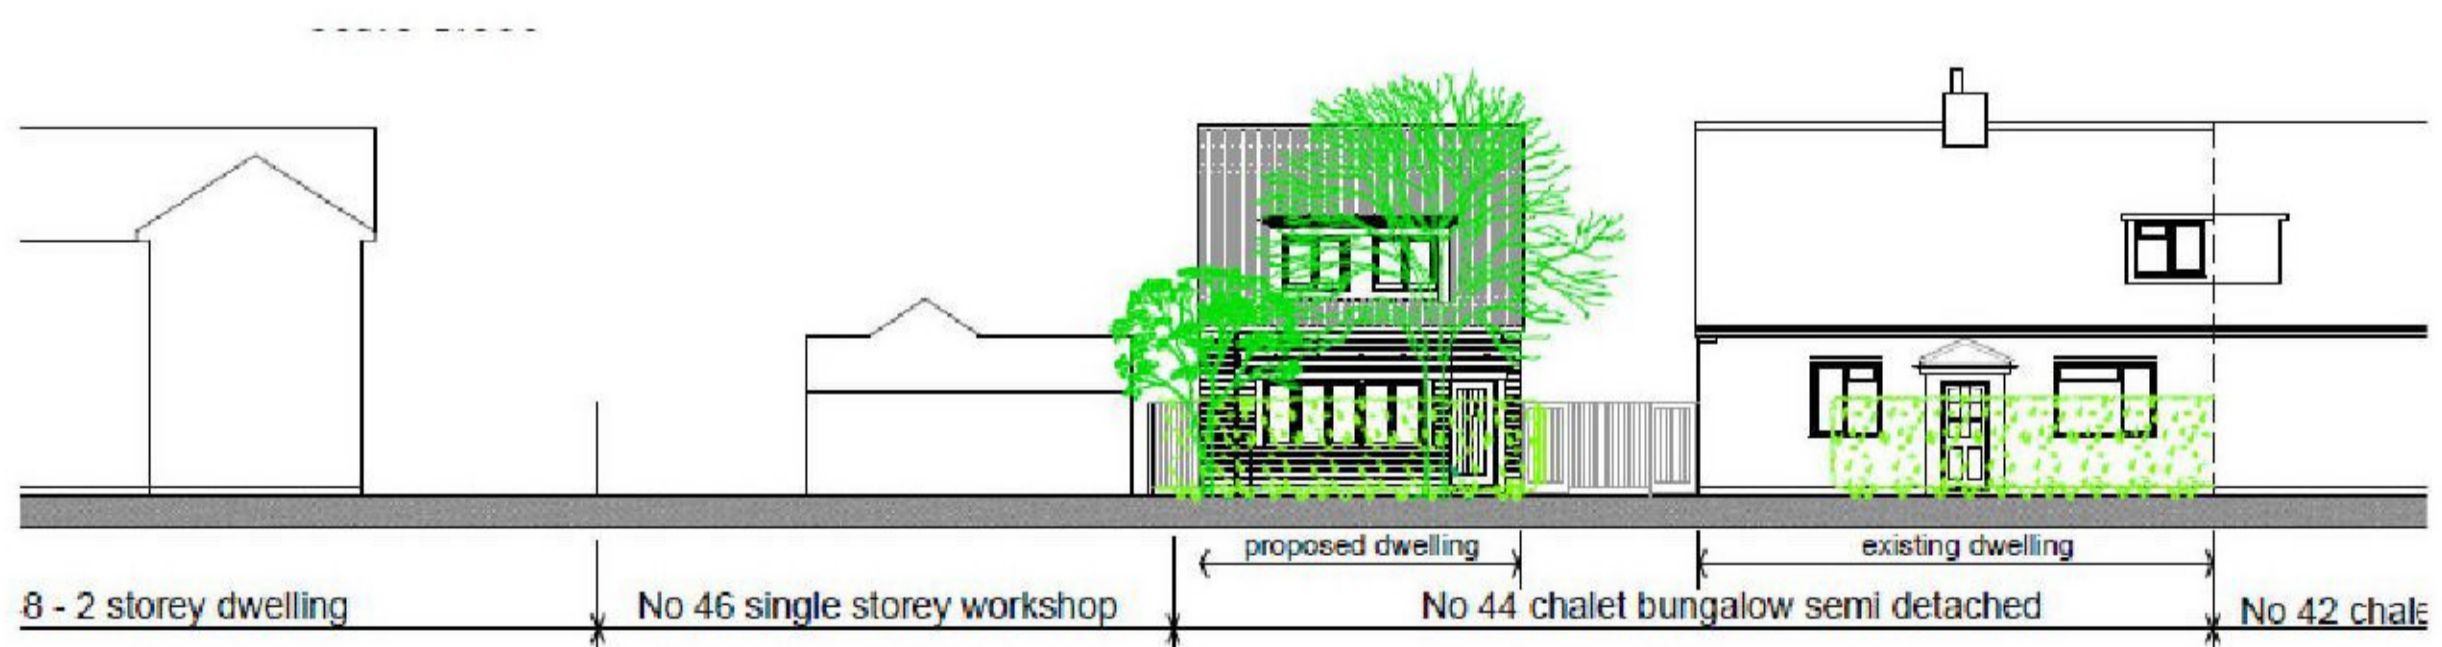 proposed dwelling
existing dwelling
8 - 2 storey dwelling
No 46 single storey workshop
No 44 chalet bungalow semi detached
No 42